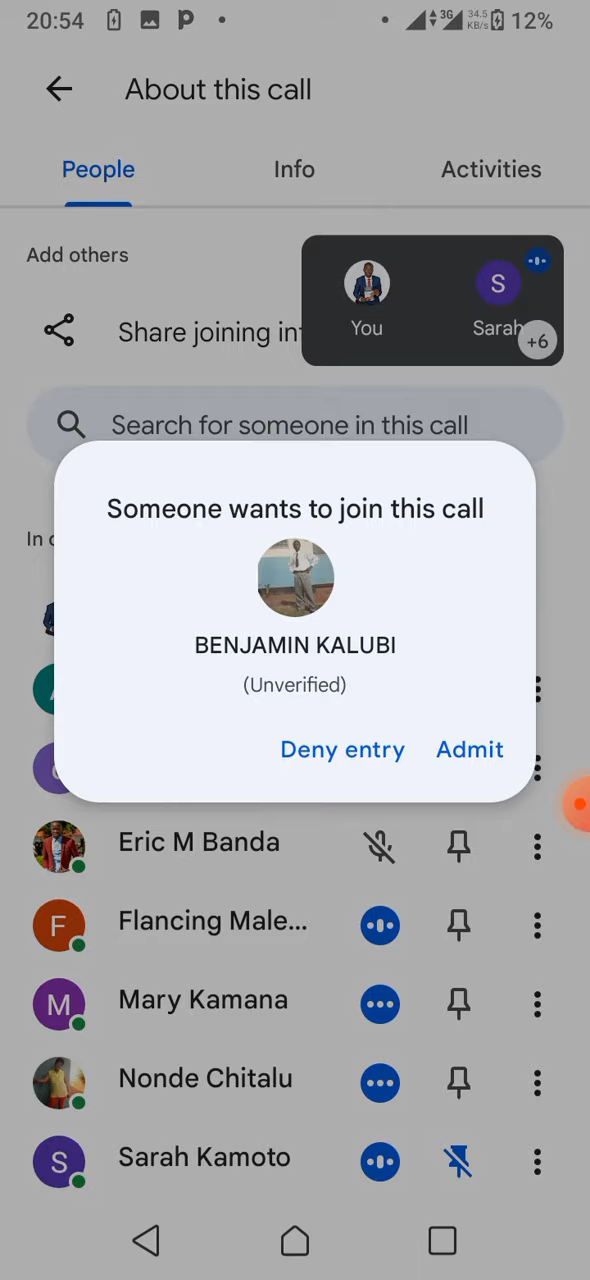 20:54
3G
34.5
KB/s
12%
About this call
People
Info
Activities
Add others
You
S
Sarah
+6
Share joining in
Search for someone in this call
Someone wants to join this call
In c
BENJAMIN KALUBI
(Unverified)
Deny entry
Admit
Eric M Banda
F
Flancing Male...
M
Mary Kamana
Nonde Chitalu
S
Sarah Kamoto